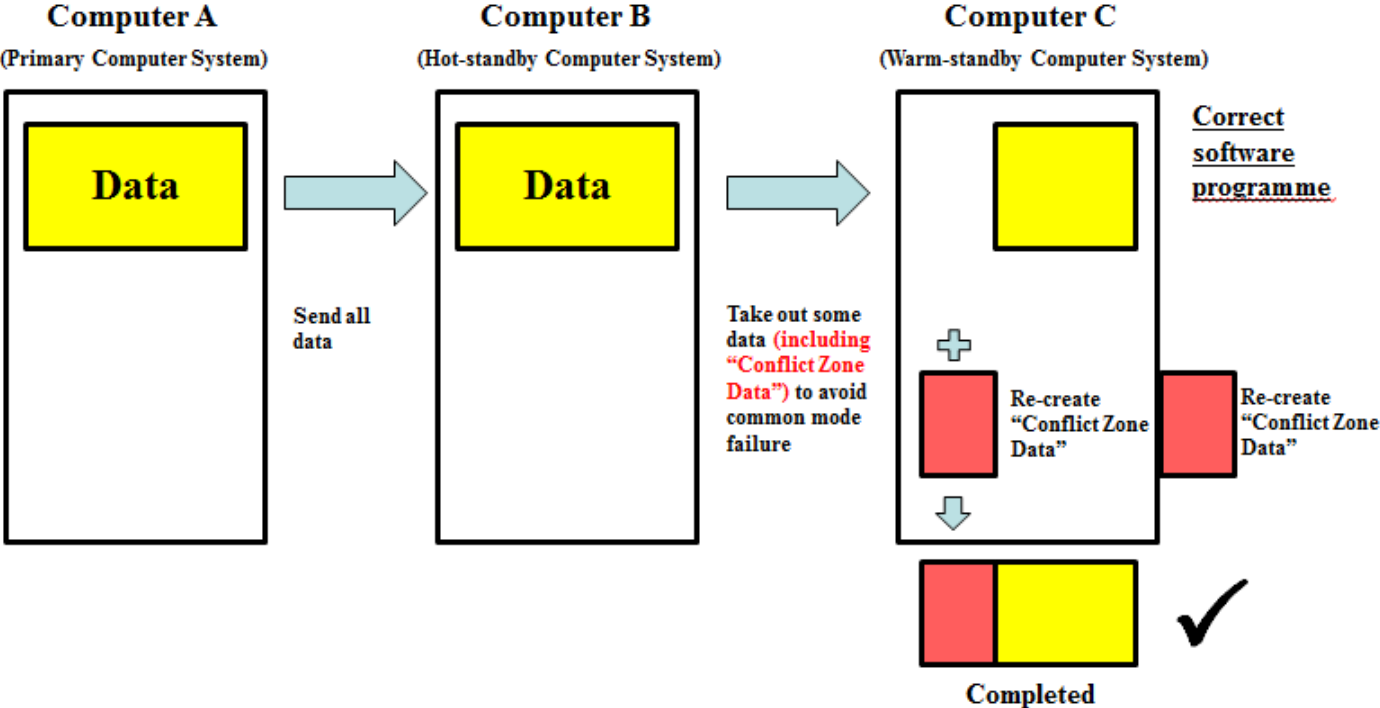 Computer A
(Primary Computer System)
Computer B
(Hot-standby Computer System)
Computer C
(Warm-standby Computer System)
Data
Data
Correct
software
programme
Send all
data
Take out some
data (including
“Conflict Zone
Data”) to avoid
common mode
failure
Re-create
“Conflict Zone
Data”
Re-create
“Conflict Zone
Data”
Completed